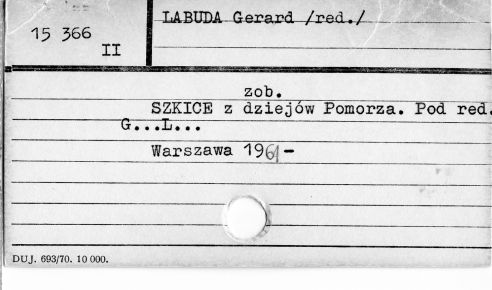 15 366
II
LABUDA Gerard /red./
zob.
SZKICE z dziejów Pomorza. Pod red.
G...L...
Warszawa 1961-
DUJ. 693/70. 10 000.